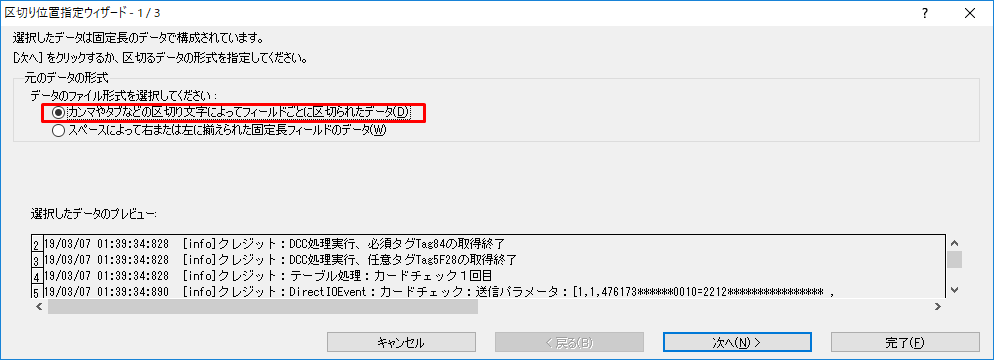 区切り位置指定ウィザード - 1 / 3
選択したデータは固定長のデータで構成されています。
[次へ] をクリックするか、区切るデータの形式を指定してください。
元のデータの形式
データのファイル形式を選択してください：
カンマやタブなどの区切り文字によってフィールドごとに区切られたデータ(D)
スペースによって右または左に揃えられた固定長フィールドのデータ(W)
選択したデータのプレビュー:
2 19/03/07 01:39:34:828 [info]クレジット：DCC処理実行、必須タグTag84の取得終了
3 19/03/07 01:39:34:828 [info]クレジット：DCC処理実行、任意タグTag5F28の取得終了
4 19/03/07 01:39:34:828 [info]クレジット：テーブル処理：カードチェック１回目
5 19/03/07 01:39:34:890 [info]クレジット：DirectIOEvent：カードチェック：送信パラメータ：[1,1,476173******0010=2212**************** ,
キャンセル < 戻る(B) 次へ(N) > 完了(F)